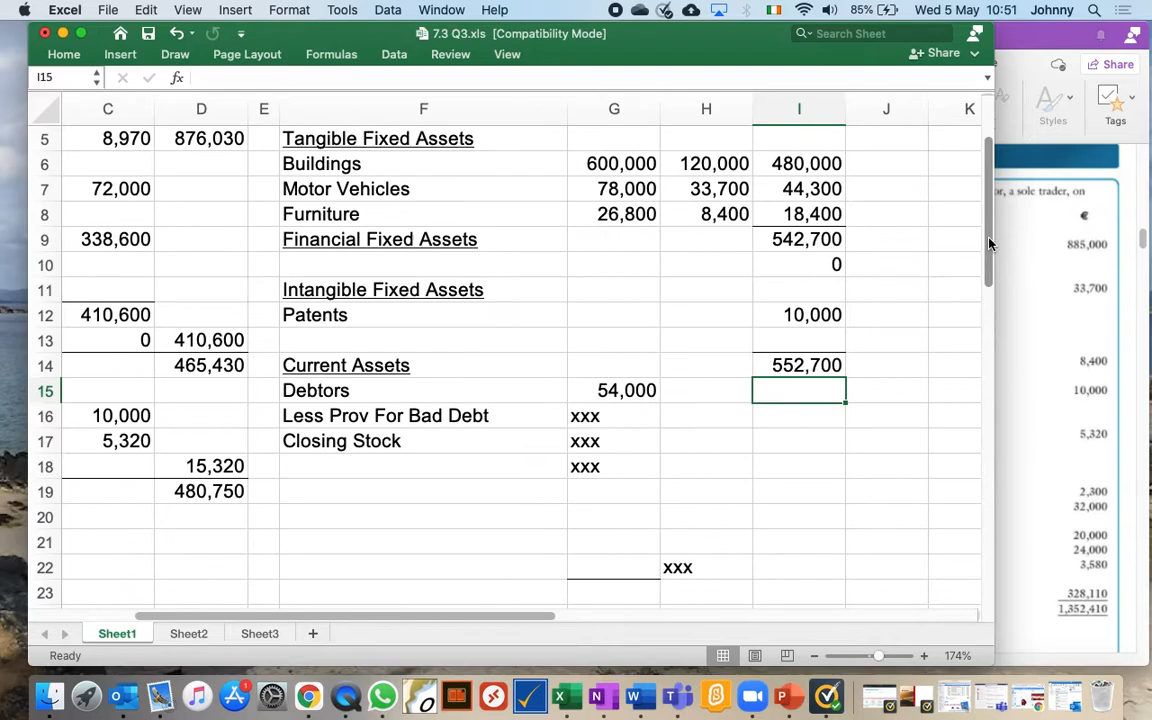 Excel File Edit View Insert Format Tools Data Window Help 85% Wed 5 May 10:51 Johnny
7.3 Q3.xls [Compatibility Mode] Search Sheet
Home Insert Draw Page Layout Formulas Data Review View Share Share
I15 fx
Styles Tags
C D E F G H I J K
5 8,970 876,030 Tangible Fixed Assets
6 Buildings 600,000 120,000 480,000
7 72,000 Motor Vehicles 78,000 33,700 44,300
8 Furniture 26,800 8,400 18,400
9 338,600 Financial Fixed Assets 542,700
10 0
11 Intangible Fixed Assets
12 410,600 Patents 10,000
13 0 410,600
14 465,430 Current Assets 552,700
15 Debtors 54,000
16 10,000 Less Prov For Bad Debt xxx
17 5,320 Closing Stock xxx
18 15,320 xxx
19 480,750
20
21
22 xxx
23
or, a sole trader, on
€
885,000
33,700
8,400
10,000
5,320
2,300
32,000
20,000
24,000
3,580
328,110
1,352,410
Sheet1 Sheet2 Sheet3 +
Ready 174%